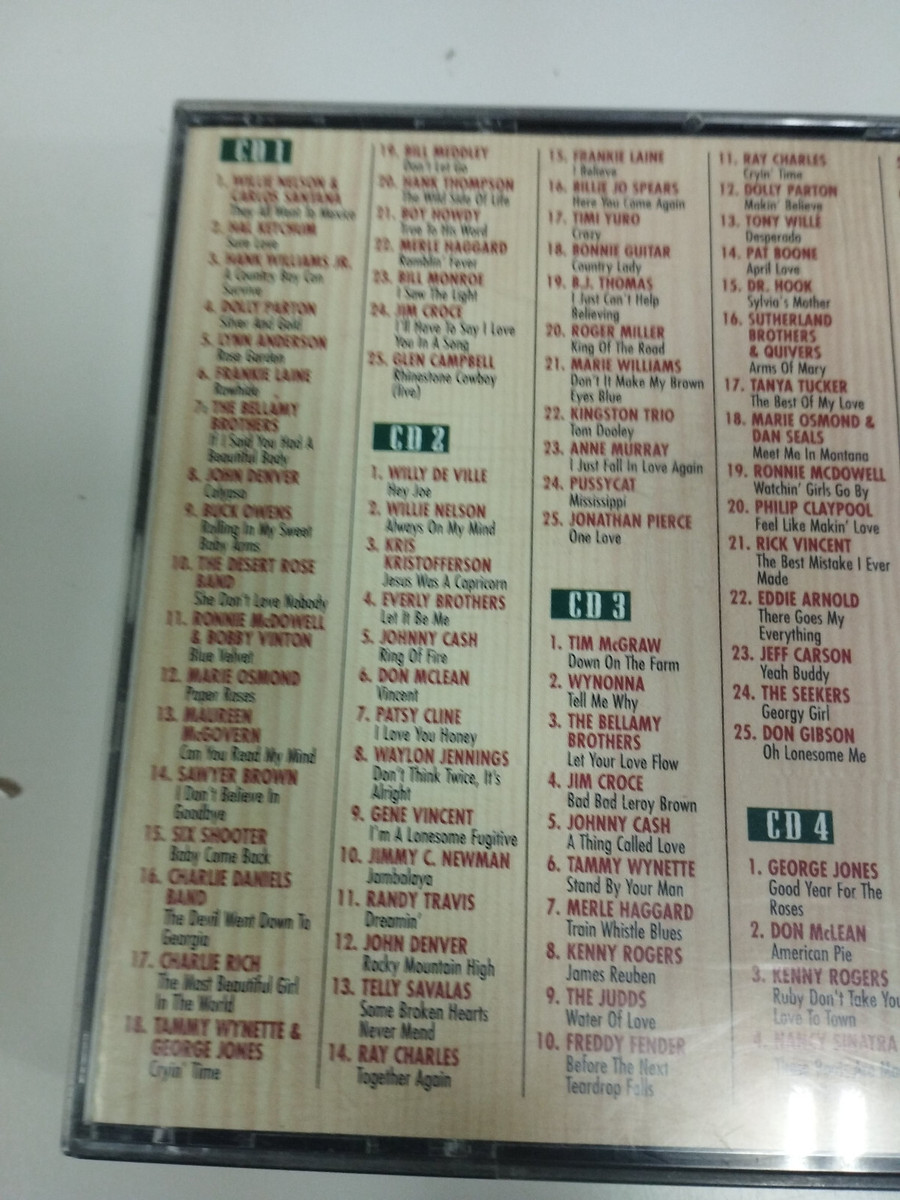 CD 1
1. WILLIE NELSON &
CARLOS SANTANA
They All Went To Mexico
2. HAL KETCHUM
Sure Love
3. HANK WILLIAMS JR.
A Country Boy Can
Survive
4. DOLLY PARTON
Silver And Gold
5. LYNN ANDERSON
Rose Garden
6. FRANKIE LAINE
Rawhide
7. THE BELLAMY
BROTHERS
If I Said You Had A
Beautiful Body
8. JOHN DENVER
Calypso
9. BUCK OWENS
Rolling In My Sweet
Baby Arms
10. THE DESERT ROSE
BAND
She Don't Love Nobody
11. RONNIE McDOWELL
& BOBBY VINTON
Blue Velvet
12. MARIE OSMOND
Paper Roses
13. MAUREEN
McGOVERN
Can You Read My Mind
14. SAWYER BROWN
I Don't Believe In
Goodbye
15. SIX SHOOTER
Baby Come Back
16. CHARLIE DANIELS
BAND
The Devil Went Down To
Georgia
17. CHARLIE RICH
The Most Beautiful Girl
In The World
18. TAMMY WYNETTE &
GEORGE JONES
Cryin' Time
19. BILL MEDDLEY
Don't Let Go
20. HANK THOMPSON
The Wild Side Of Life
21. BOY HOWDY
True To His Word
22. MERLE HAGGARD
Ramblin' Fever
23. BILL MONROE
I Saw The Light
24. JIM CROCE
I'll Have To Say I Love
You In A Song
25. GLEN CAMPBELL
Rhinestone Cowboy
(live)
CD 2
1. WILLY DE VILLE
Hey Joe
2. WILLIE NELSON
Always On My Mind
3. KRIS
KRISTOFFERSON
Jesus Was A Capricorn
4. EVERLY BROTHERS
Let It Be Me
5. JOHNNY CASH
Ring Of Fire
6. DON MCLEAN
Vincent
7. PATSY CLINE
I Love You Honey
8. WAYLON JENNINGS
Don't Think Twice, It's
Alright
9. GENE VINCENT
I'm A Lonesome Fugitive
10. JIMMY C. NEWMAN
Jambalaya
11. RANDY TRAVIS
Dreamin'
12. JOHN DENVER
Rocky Mountain High
13. TELLY SAVALAS
Some Broken Hearts
Never Mend
14. RAY CHARLES
Together Again
15. FRANKIE LAINE
I Believe
16. BILLIE JO SPEARS
Here You Come Again
17. TIMI YURO
Crazy
18. BONNIE GUITAR
Country Lady
19. B.J. THOMAS
I Just Can't Help
Believing
20. ROGER MILLER
King Of The Road
21. MARIE WILLIAMS
Don't It Make My Brown
Eyes Blue
22. KINGSTON TRIO
Tom Dooley
23. ANNE MURRAY
I Just Fall In Love Again
24. PUSSYCAT
Mississippi
25. JONATHAN PIERCE
One Love
CD 3
1. TIM McGRAW
Down On The Farm
2. WYNONNA
Tell Me Why
3. THE BELLAMY
BROTHERS
Let Your Love Flow
4. JIM CROCE
Bad Bad Leroy Brown
5. JOHNNY CASH
A Thing Called Love
6. TAMMY WYNETTE
Stand By Your Man
7. MERLE HAGGARD
Train Whistle Blues
8. KENNY ROGERS
James Reuben
9. THE JUDDS
Water Of Love
10. FREDDY FENDER
Before The Next
Teardrop Falls
11. RAY CHARLES
Cryin' Time
12. DOLLY PARTON
Makin' Believe
13. TONY WILLE
Desperado
14. PAT BOONE
April Love
15. DR. HOOK
Sylvia's Mother
16. SUTHERLAND
BROTHERS
& QUIVERS
Arms Of Mary
17. TANYA TUCKER
The Best Of My Love
18. MARIE OSMOND &
DAN SEALS
Meet Me In Montana
19. RONNIE MCDOWELL
Watchin' Girls Go By
20. PHILIP CLAYPOOL
Feel Like Makin' Love
21. RICK VINCENT
The Best Mistake I Ever
Made
22. EDDIE ARNOLD
There Goes My
Everything
23. JEFF CARSON
Yeah Buddy
24. THE SEEKERS
Georgy Girl
25. DON GIBSON
Oh Lonesome Me
CD 4
1. GEORGE JONES
Good Year For The
Roses
2. DON McLEAN
American Pie
3. KENNY ROGERS
Ruby Don't Take You
Love To Town
4. NANCY SINATRA
These Boots Are